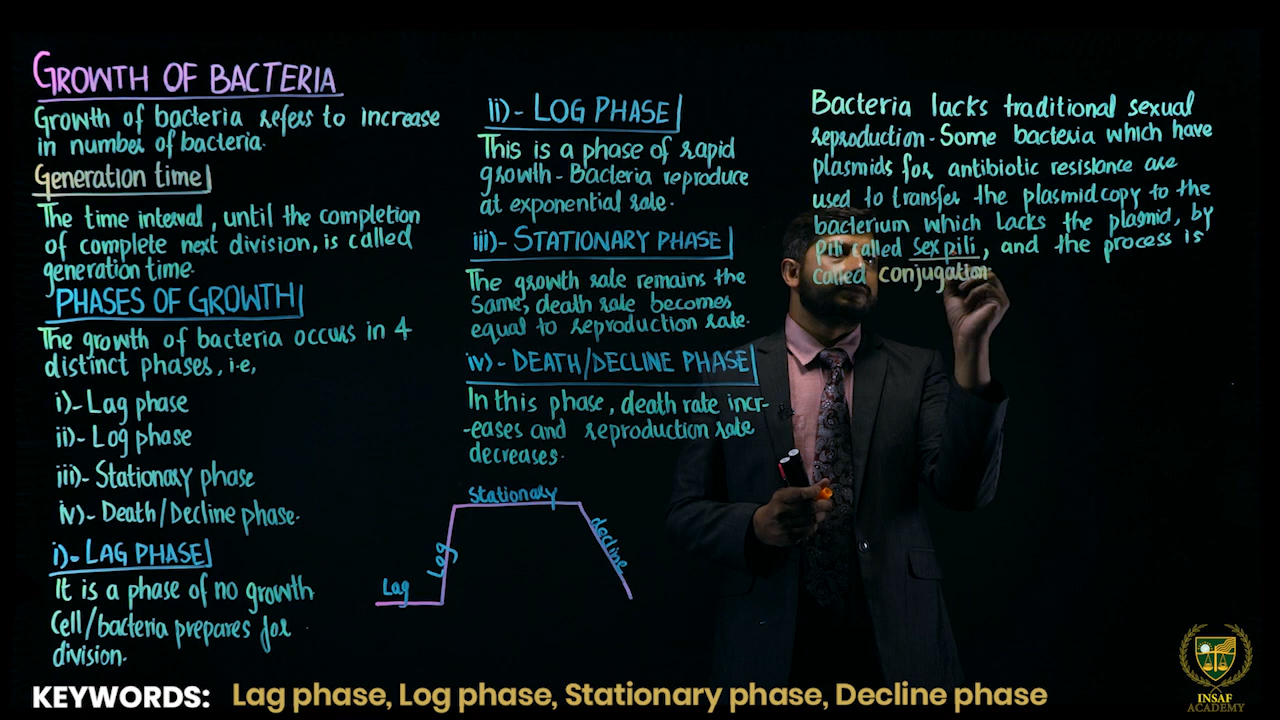 GROWTH OF BACTERIA
Growth of bacteria refers to increase
in number of bacteria.
Generation time
The time interval, until the completion
of complete next division, is called
generation time.
PHASES OF GROWTH
The growth of bacteria occurs in 4
distinct phases, i.e,
i)- Lag phase
ii)- Log phase
iii)- Stationary phase
iv)- Death/Decline phase.
i)- LAG PHASE
It is a phase of no growth
Cell/bacteria prepares for
division.
ii)- LOG PHASE
This is a phase of rapid
growth- Bacteria reproduce
at exponential rate.
iii)- STATIONARY PHASE
The growth rate remains the
Same, death rate becomes
equal to reproduction rate.
iv)- DEATH/DECLINE PHASE
In this phase, death rate incr-
-eases and reproduction rate
decreases.
Lag
Log
Stationary
decline
Bacteria lacks traditional sexual
reproduction- Some bacteria which have
plasmids for antibiotic resistance are
used to transfer the plasmid copy to the
bacterium which lacks the plasmid, by
Pili called sex pili, and the process is
called conjugation
KEYWORDS: Lag phase, Log phase, Stationary phase, Decline phase
INSAF
ACADEMY